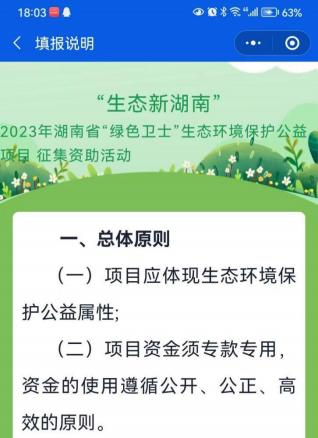 18:03
63%
填报说明
“生态新湖南”
2023年湖南省“绿色卫士”生态环境保护公益
项目 征集资助活动
一、总体原则
（一）项目应体现生态环境保
护公益属性;
（二）项目资金须专款专用，
资金的使用遵循公开、公正、高
效的原则。